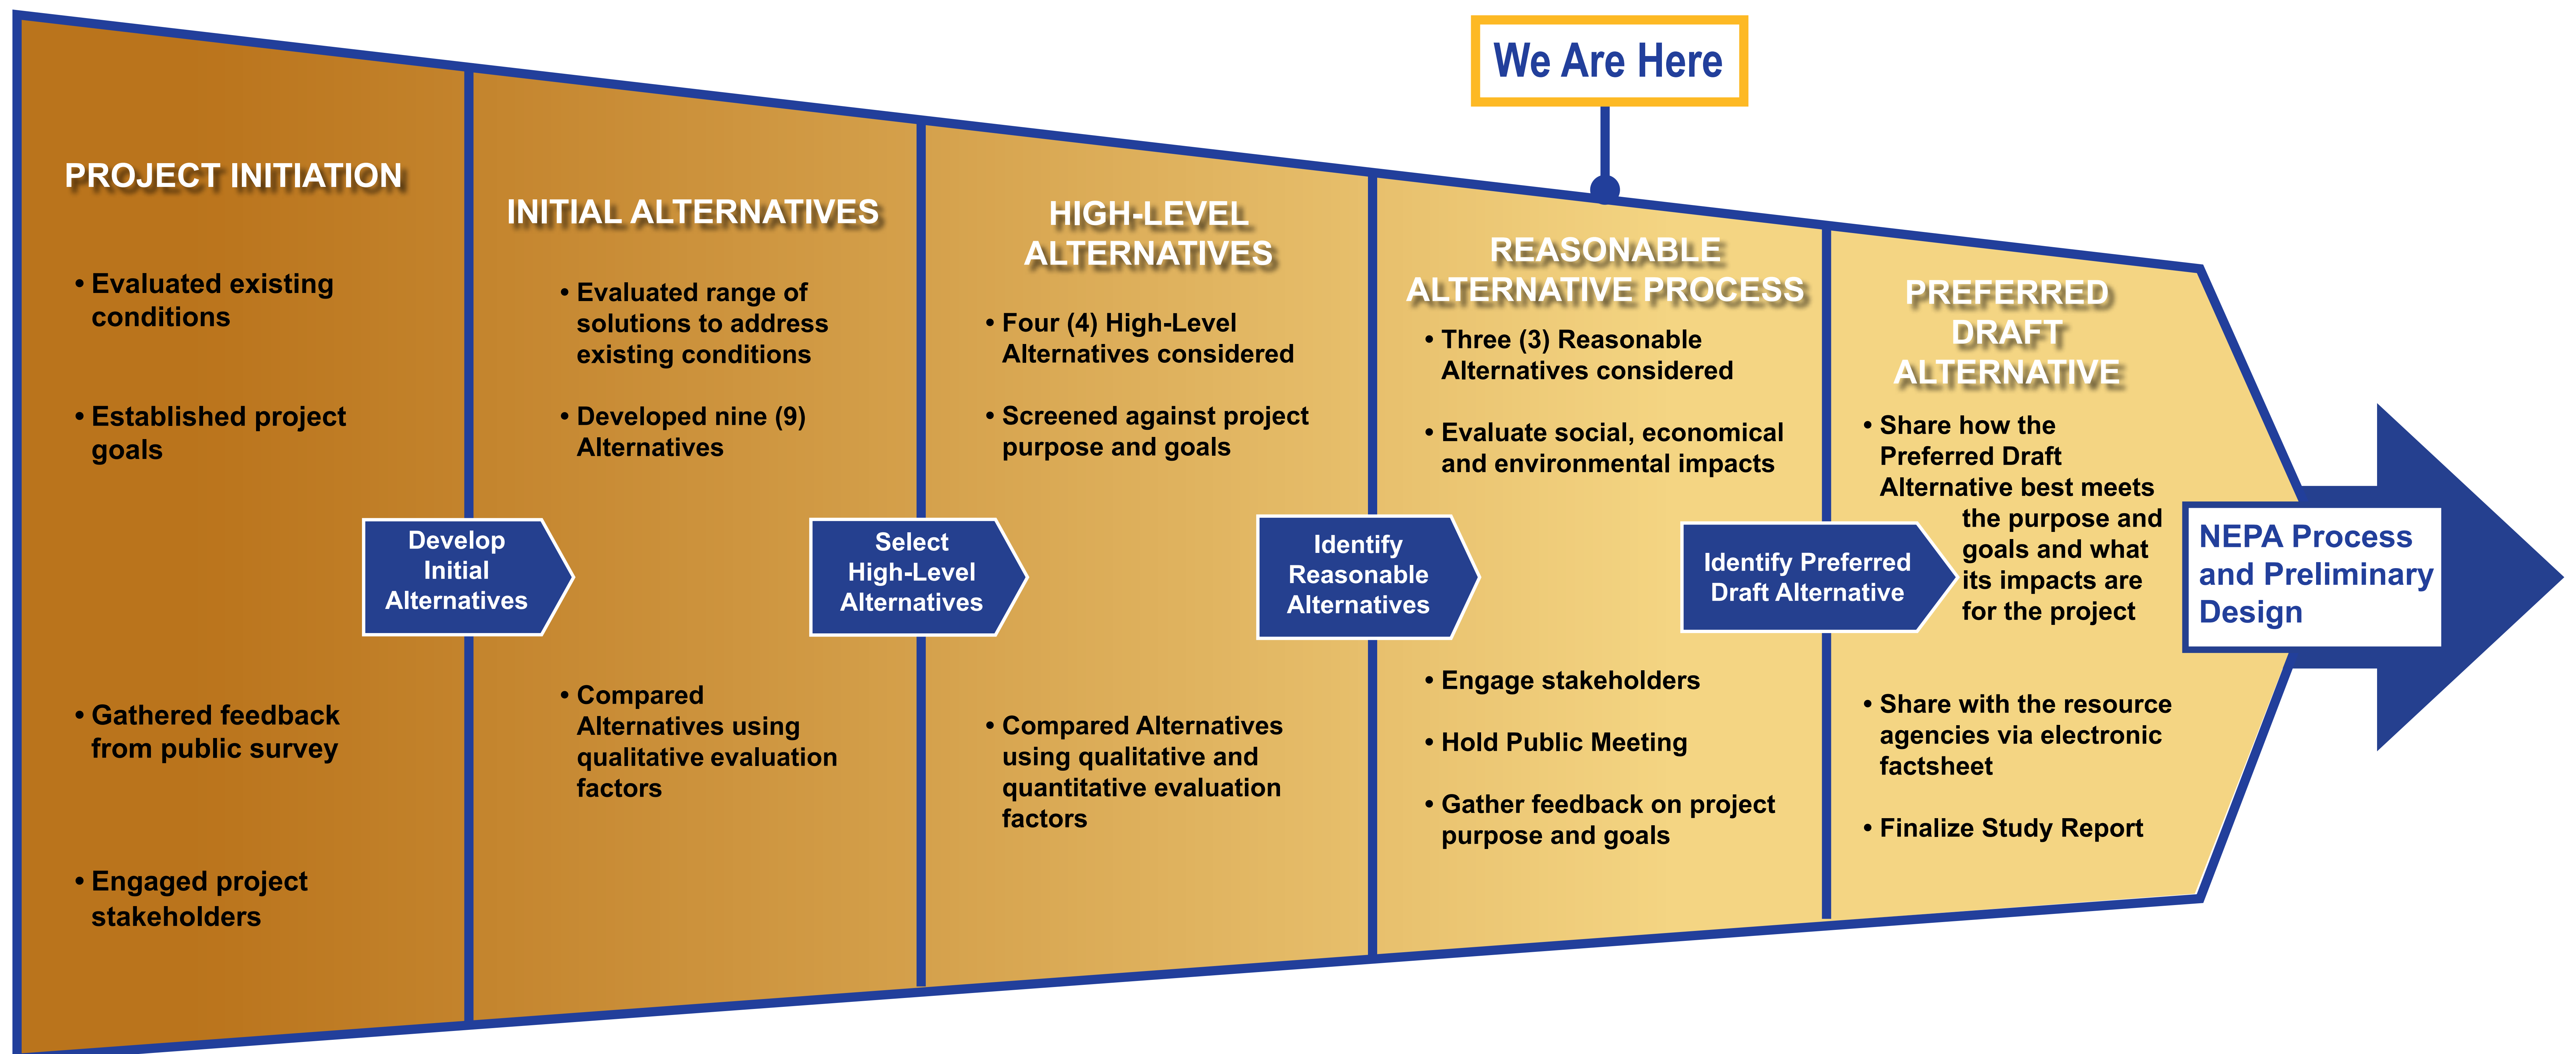 We Are Here
PROJECT INITIATION
• Evaluated existing
conditions
• Established project
goals
• Gathered feedback
from public survey
• Engaged project
stakeholders
Develop
Initial
Alternatives
INITIAL ALTERNATIVES
• Evaluated range of
solutions to address
existing conditions
• Developed nine (9)
Alternatives
• Compared
Alternatives using
qualitative evaluation
factors
Select
High-Level
Alternatives
HIGH-LEVEL
ALTERNATIVES
• Four (4) High-Level
Alternatives considered
• Screened against project
purpose and goals
• Compared Alternatives
using qualitative and
quantitative evaluation
factors
Identify
Reasonable
Alternatives
REASONABLE
ALTERNATIVE PROCESS
• Three (3) Reasonable
Alternatives considered
• Evaluate social, economical
and environmental impacts
• Engage stakeholders
• Hold Public Meeting
• Gather feedback on project
purpose and goals
Identify Preferred
Draft Alternative
PREFERRED
DRAFT
ALTERNATIVE
• Share how the
Preferred Draft
Alternative best meets
the purpose and
goals and what
its impacts are
for the project
• Share with the resource
agencies via electronic
factsheet
• Finalize Study Report
NEPA Process
and Preliminary
Design